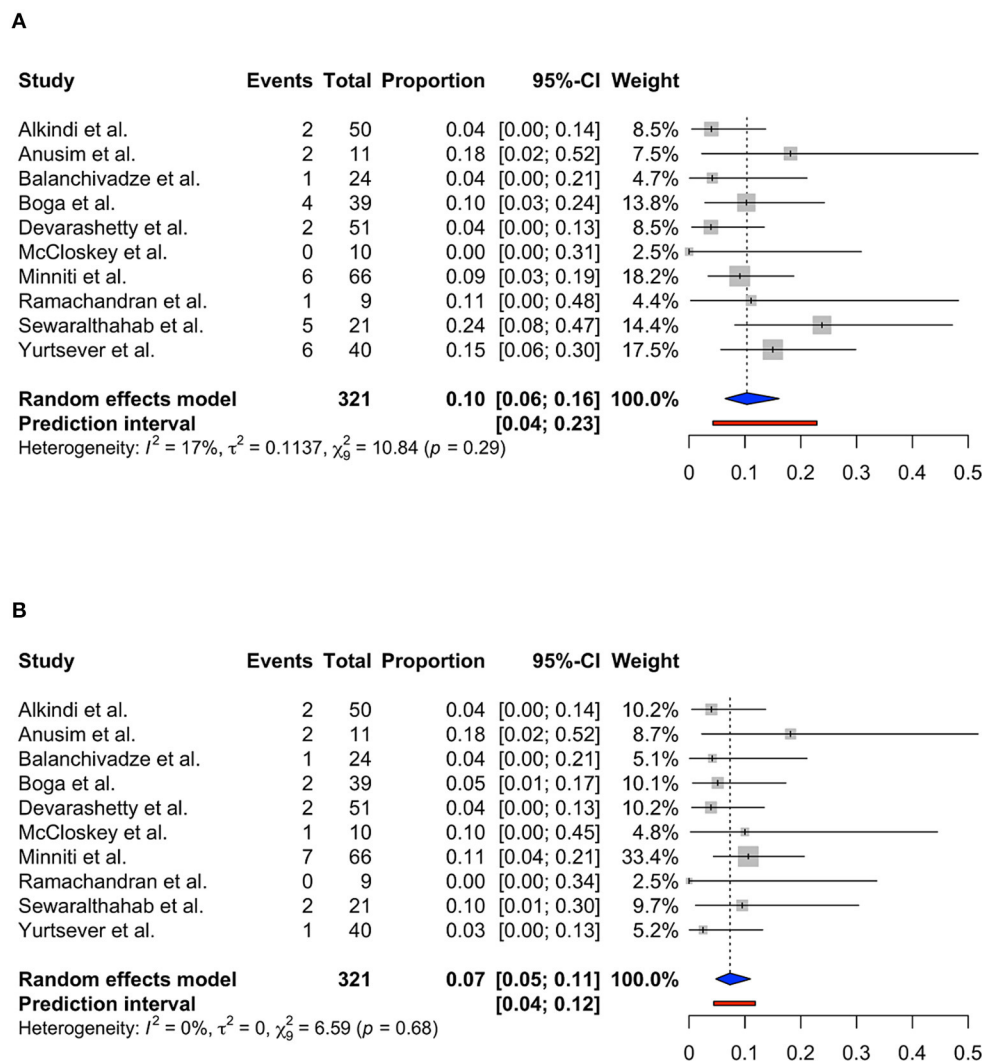 A
Study Events Total Proportion 95%-CI Weight
Alkindi et al. 2 50 0.04 [0.00; 0.14] 8.5%
Anusim et al. 2 11 0.18 [0.02; 0.52] 7.5%
Balanchivadze et al. 1 24 0.04 [0.00; 0.21] 4.7%
Boga et al. 4 39 0.10 [0.03; 0.24] 13.8%
Devarashetty et al. 2 51 0.04 [0.00; 0.13] 8.5%
McCloskey et al. 0 10 0.00 [0.00; 0.31] 2.5%
Minniti et al. 6 66 0.09 [0.03; 0.19] 18.2%
Ramachandran et al. 1 9 0.11 [0.00; 0.48] 4.4%
Sewaralthahab et al. 5 21 0.24 [0.08; 0.47] 14.4%
Yurtsever et al. 6 40 0.15 [0.06; 0.30] 17.5%
Random effects model 321 0.10 [0.06; 0.16] 100.0%
Prediction interval [0.04; 0.23]
Heterogeneity: I² = 17%, τ² = 0.1137, χ²₉ = 10.84 (p = 0.29)
0 0.1 0.2 0.3 0.4 0.5
B
Study Events Total Proportion 95%-CI Weight
Alkindi et al. 2 50 0.04 [0.00; 0.14] 10.2%
Anusim et al. 2 11 0.18 [0.02; 0.52] 8.7%
Balanchivadze et al. 1 24 0.04 [0.00; 0.21] 5.1%
Boga et al. 2 39 0.05 [0.01; 0.17] 10.1%
Devarashetty et al. 2 51 0.04 [0.00; 0.13] 10.2%
McCloskey et al. 1 10 0.10 [0.00; 0.45] 4.8%
Minniti et al. 7 66 0.11 [0.04; 0.21] 33.4%
Ramachandran et al. 0 9 0.00 [0.00; 0.34] 2.5%
Sewaralthahab et al. 2 21 0.10 [0.01; 0.30] 9.7%
Yurtsever et al. 1 40 0.03 [0.00; 0.13] 5.2%
Random effects model 321 0.07 [0.05; 0.11] 100.0%
Prediction interval [0.04; 0.12]
Heterogeneity: I² = 0%, τ² = 0, χ²₉ = 6.59 (p = 0.68)
0 0.1 0.2 0.3 0.4 0.5